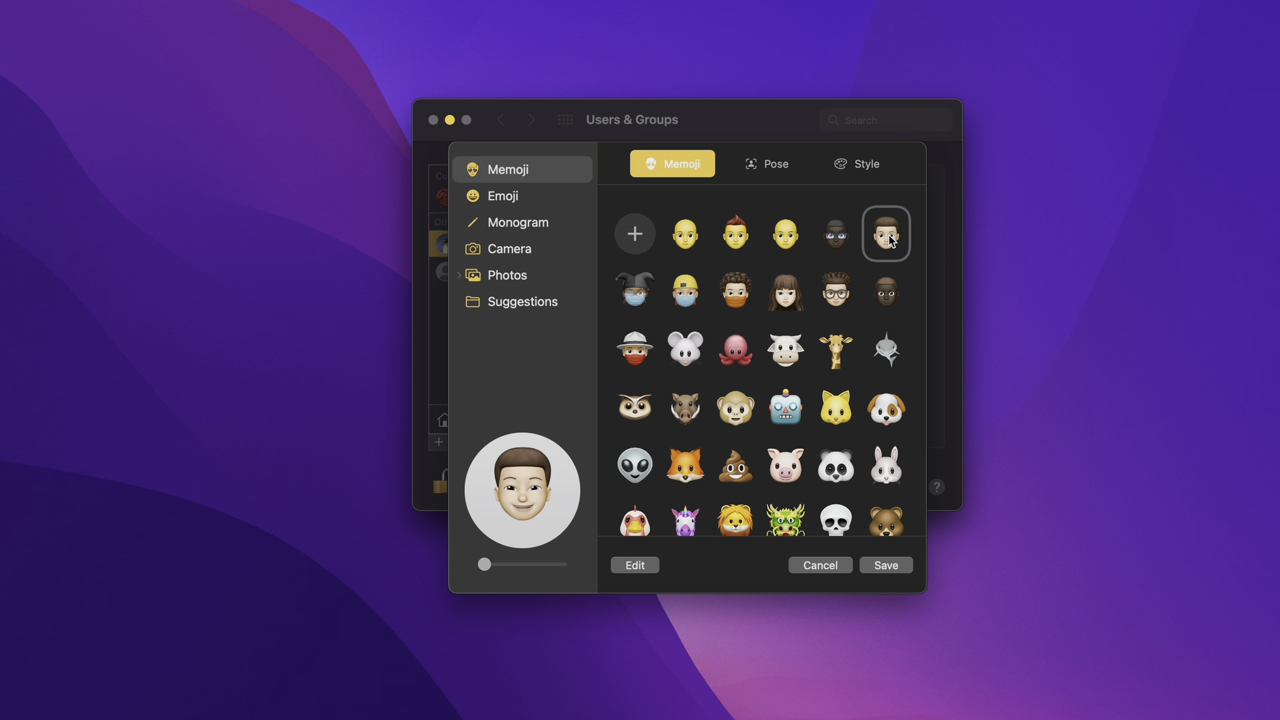 Users & Groups
Search
Memoji
Emoji
Monogram
Camera
Photos
Suggestions
Memoji
Pose
Style
Edit
Cancel
Save
?